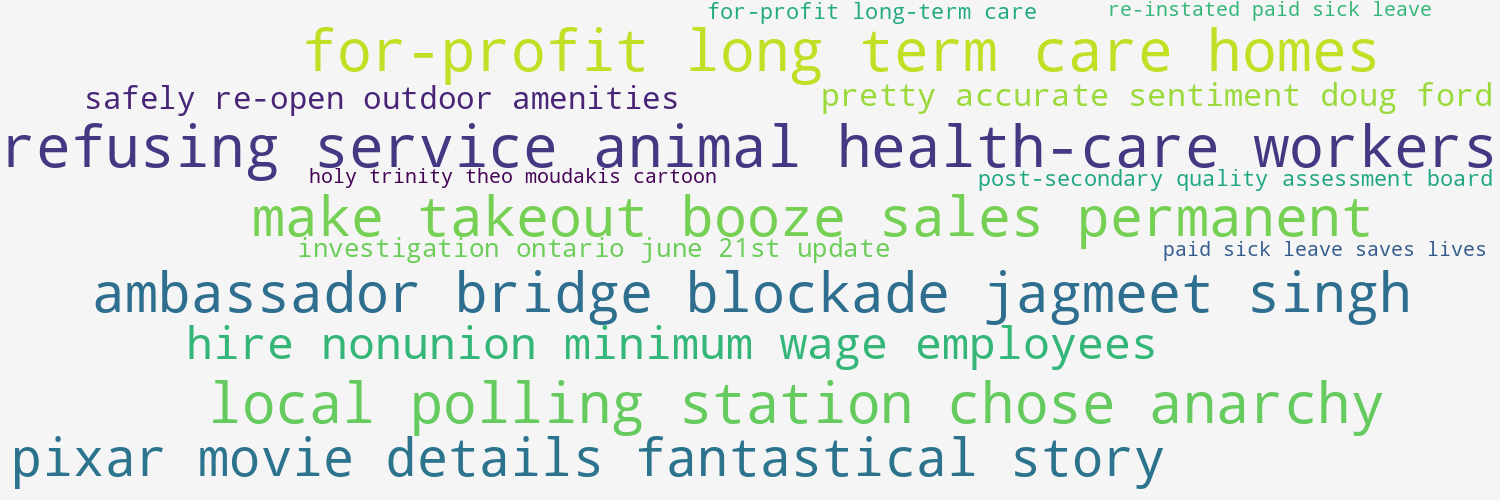 for-profit long-term care
re-instated paid sick leave
for-profit long term care homes
safely re-open outdoor amenities
pretty accurate sentiment doug ford
refusing service animal health-care workers
holy trinity theo moudakis cartoon
post-secondary quality assessment board
make takeout booze sales permanent
investigation ontario june 21st update
paid sick leave saves lives
ambassador bridge blockade jagmeet singh
hire nonunion minimum wage employees
local polling station chose anarchy
pixar movie details fantastical story